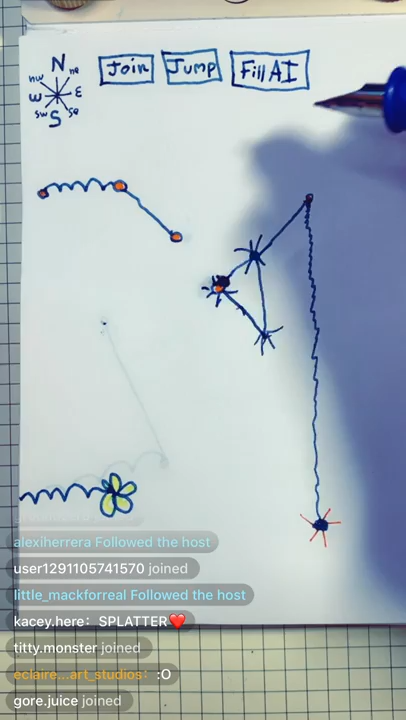 N
nw ne
W E
sw se
S
Join Jump Fill AI
alexiherrera Followed the host
user1291105741570 joined
little_mackforreal Followed the host
kacey.here: SPLATTER❤️
titty.monster joined
eclaire...art_studios: :O
gore.juice joined